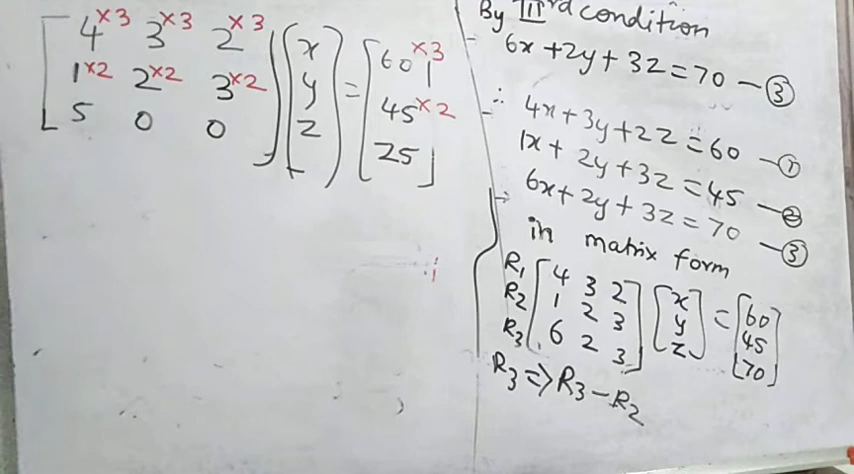 4×3 3×3 2×3 x 60×3
1×2 2×2 3×2 y = 45×2
5 0 0 z 25
By IIIrd condition
6x + 2y + 3z = 70 — ③
∴ 4x + 3y + 2z = 60 — ①
1x + 2y + 3z = 45 — ②
6x + 2y + 3z = 70 — ③
in matrix form
R₁ [4 3 2] [x] = [60]
R₂ [1 2 3] [y] [45]
R₃ [6 2 3] [z] [70]
R₃ ⇒ R₃ − R₂